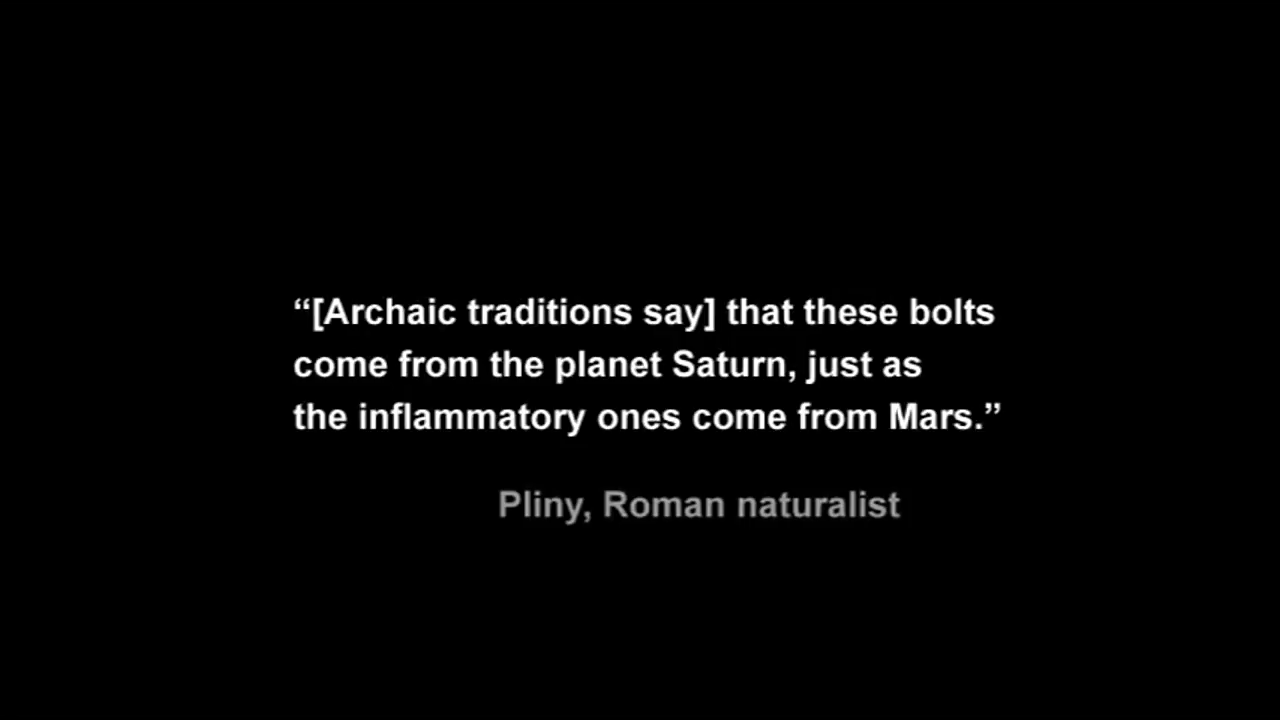 “[Archaic traditions say] that these bolts
come from the planet Saturn, just as
the inflammatory ones come from Mars.”
Pliny, Roman naturalist